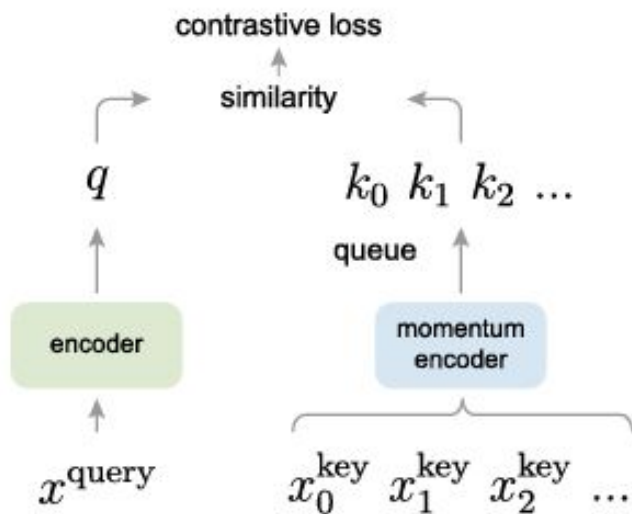 contrastive loss
similarity
q
k₀ k₁ k₂ ...
queue
encoder
momentum
encoder
x^query
x₀^key x₁^key x₂^key ...